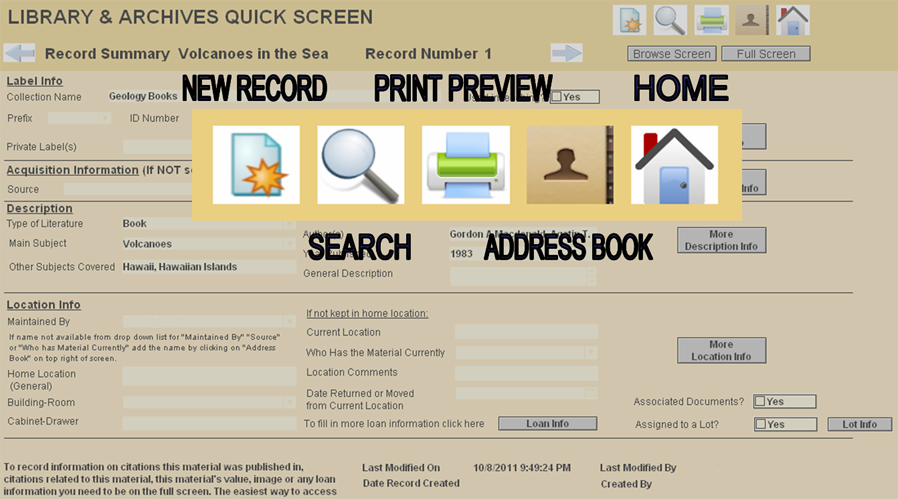 LIBRARY & ARCHIVES QUICK SCREEN
Record Summary Volcanoes in the Sea Record Number 1
Browse Screen Full Screen
Label Info
NEW RECORD PRINT PREVIEW HOME
Collection Name Geology Books Yes
Prefix ID Number
Private Label(s)
Acquisition Information (If NOT
Source Info
Description
Type of Literature Book
Author(s) Gordon A Macdonald, Austin T.
More
Description Info
Main Subject Volcanoes
1983
SEARCH ADDRESS BOOK
Other Subjects Covered Hawaii, Hawaiian Islands
General Description
Location Info
If not kept in home location:
Maintained By
Current Location
If name not available from drop down list for "Maintained By" "Source"
or "Who has Material Currently" add the name by clicking on "Address
Book" on top right of screen.
Who Has the Material Currently
More
Location Info
Home Location
(General)
Location Comments
Building-Room
Date Returned or Moved
from Current Location
Associated Documents? Yes
Cabinet-Drawer
To fill in more loan information click here Loan Info
Assigned to a Lot? Yes Lot Info
To record information on citations this material was published in,
citations related to this material, this material's value, image or any loan
information you need to be on the full screen. The easiest way to access
Last Modified On 10/8/2011 9:49:24 PM Last Modified By
Date Record Created Created By